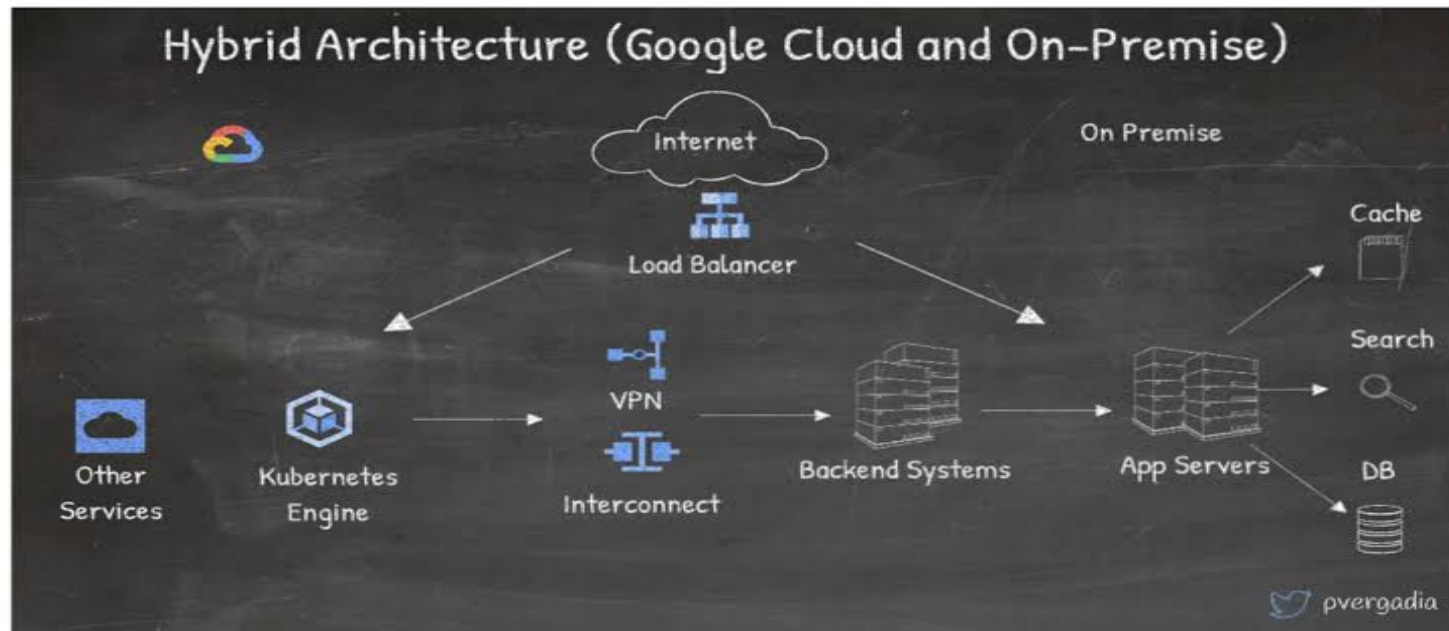 Hybrid Architecture (Google Cloud and On-Premise)
Internet
On Premise
Load Balancer
Cache
Search
VPN
Other
Services
Kubernetes
Engine
Interconnect
Backend Systems
App Servers
DB
pvergadia